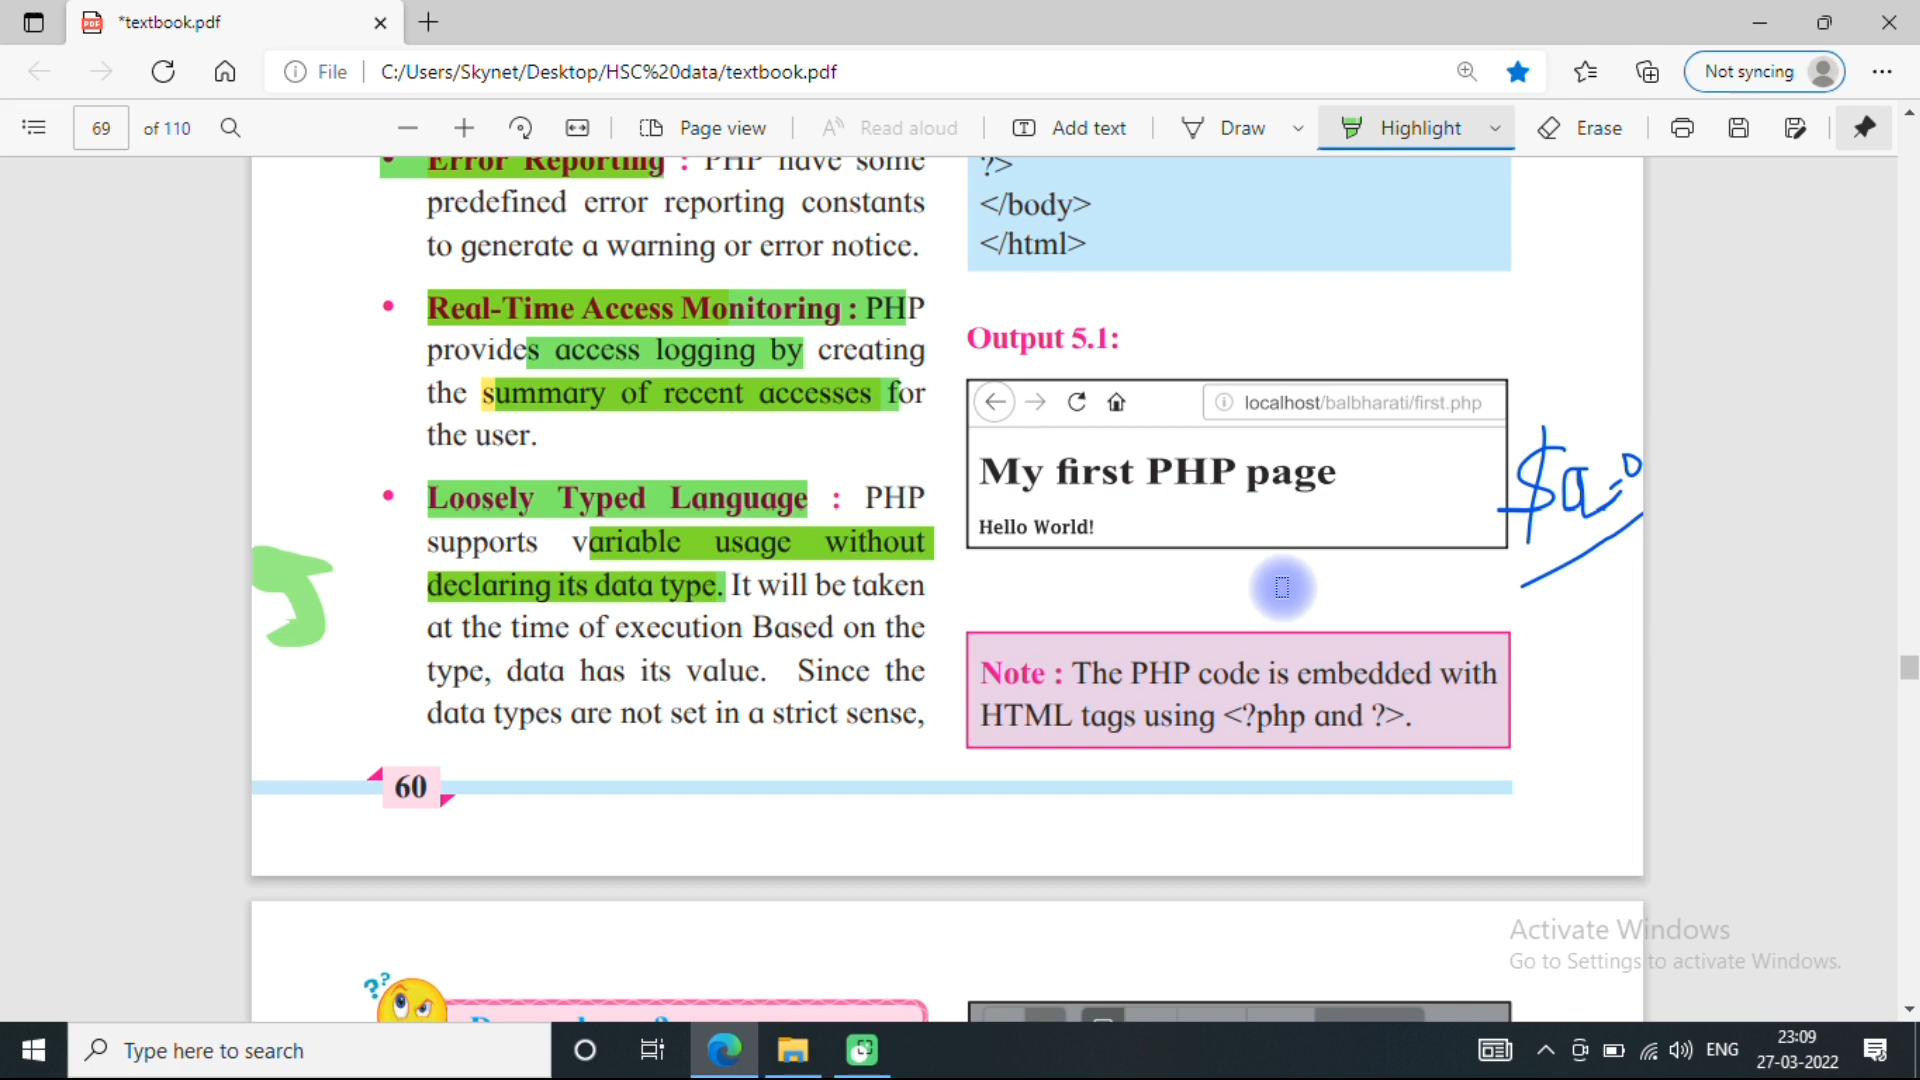 *textbook.pdf
File
C:/Users/Skynet/Desktop/HSC%20data/textbook.pdf
Not syncing
69
of 110
Page view
Read aloud
Add text
Draw
Highlight
Erase
• Error Reporting : PHP have some
predefined error reporting constants
to generate a warning or error notice.
• Real-Time Access Monitoring : PHP
provides access logging by creating
the summary of recent accesses for
the user.
• Loosely Typed Language : PHP
supports variable usage without
declaring its data type. It will be taken
at the time of execution Based on the
type, data has its value. Since the
data types are not set in a strict sense,
?>
</body>
</html>
Output 5.1:
localhost/balbharati/first.php
My first PHP page
Hello World!
$a=0
Note : The PHP code is embedded with
HTML tags using <?php and ?>.
60
??
Activate Windows
Go to Settings to activate Windows.
Type here to search
ENG
23:09
27-03-2022